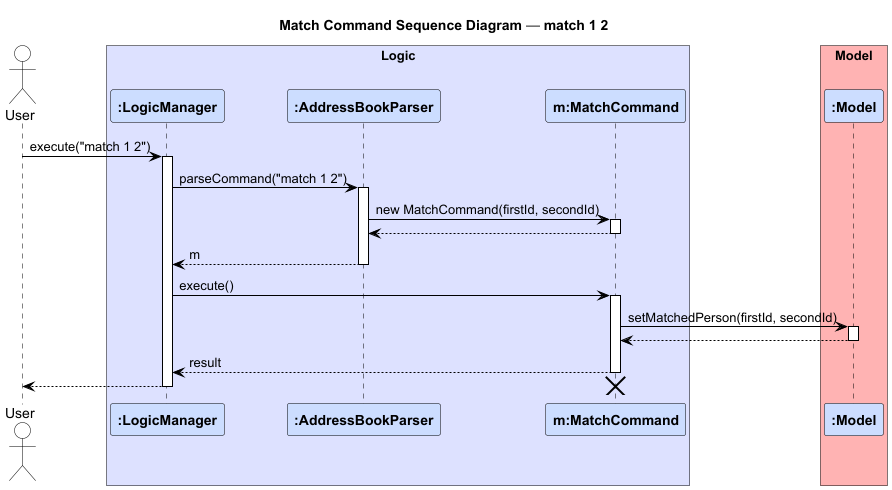 Match Command Sequence Diagram — match 1 2
Logic
Model
User
:LogicManager
:AddressBookParser
m:MatchCommand
:Model
execute("match 1 2")
parseCommand("match 1 2")
new MatchCommand(firstId, secondId)
m
execute()
setMatchedPerson(firstId, secondId)
result
User
:LogicManager
:AddressBookParser
m:MatchCommand
:Model